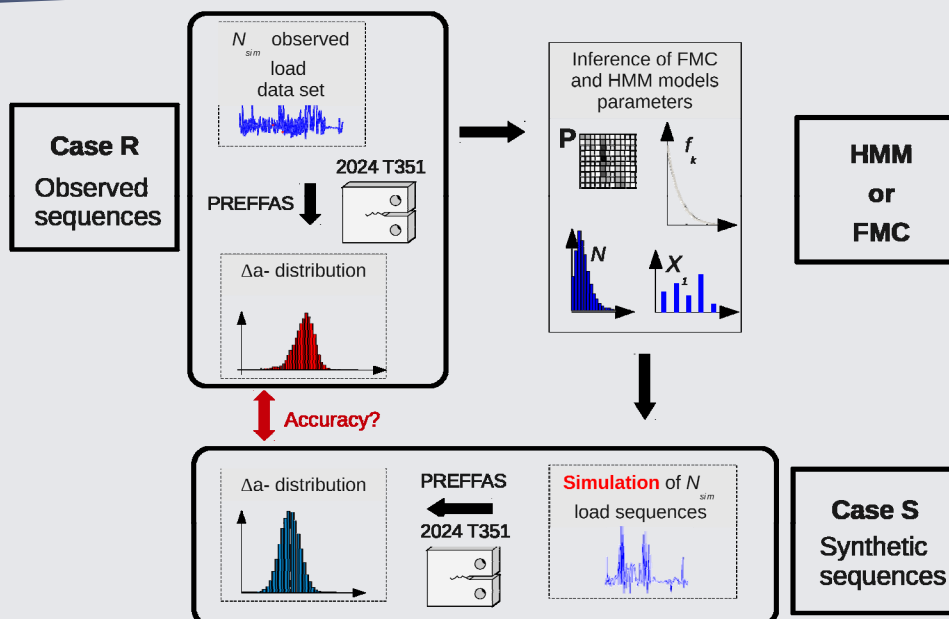 N sim observed
load
data set
Case R
Observed
sequences
2024 T351
PREFFAS
Δa- distribution
Inference of FMC
and HMM models
parameters
P
f k
N
X 1
HMM
or
FMC
Accuracy?
Δa- distribution
PREFFAS
2024 T351
Simulation of N sim
load sequences
Case S
Synthetic
sequences